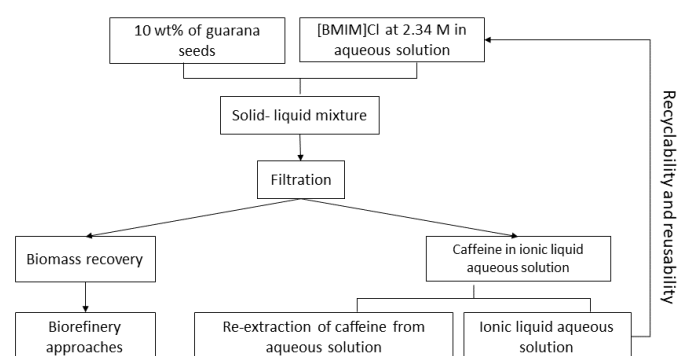 10 wt% of guarana
seeds
[BMIM]Cl at 2.34 M in
aqueous solution
Solid- liquid mixture
Filtration
Biomass recovery
Caffeine in ionic liquid
aqueous solution
Biorefinery
approaches
Re-extraction of caffeine from
aqueous solution
Ionic liquid aqueous
solution
Recyclability and reusability